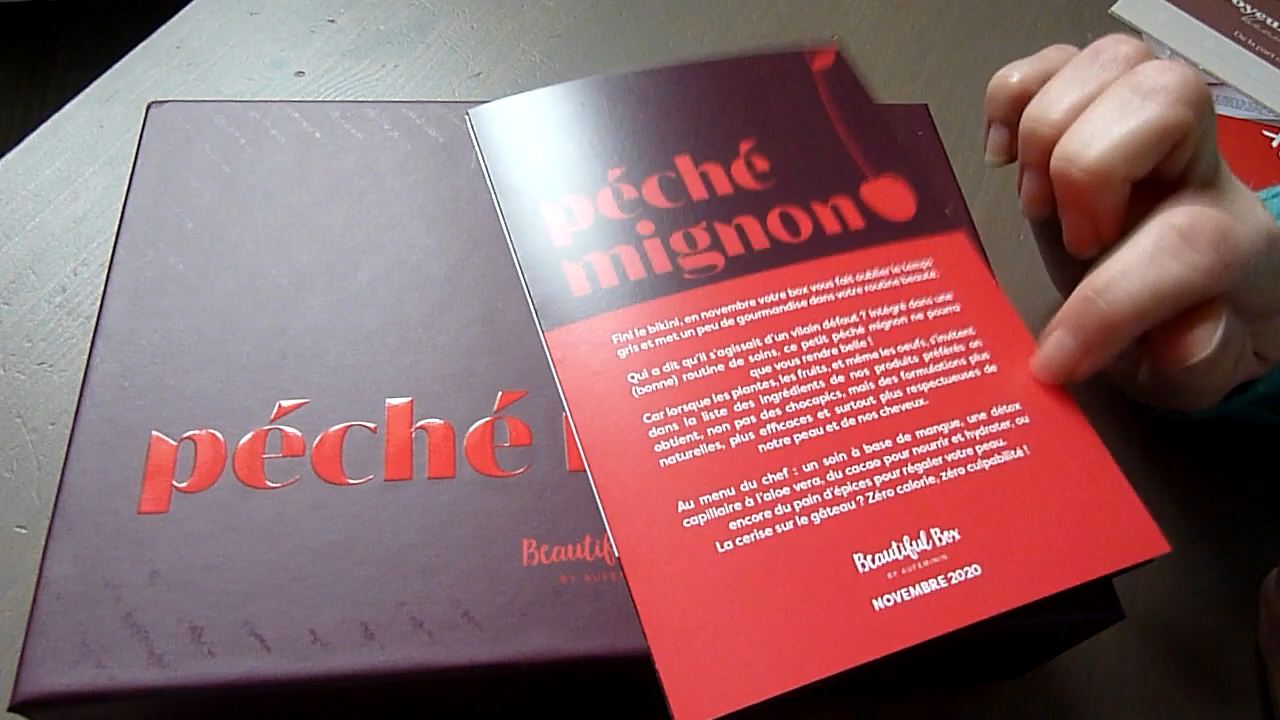 péché
Beautif
péché
mignon
Fini le bikini, en novembre votre box vous fait oublier le temps
gris et met un peu de gourmandise dans votre routine beauté.
Qui a dit qu'il s'agissait d'un vilain défaut ? Intégré dans une
(bonne) routine de soins, ce petit péché mignon ne pourra
que vous rendre belle !
Car lorsque les plantes, les fruits, et même les oeufs, s'invitent
dans la liste des ingrédients de nos produits préférés on
obtient, non pas des chocapics, mais des formulations plus
naturelles, plus efficaces et surtout plus respectueuses de
notre peau et de nos cheveux.
Au menu du chef : un soin à base de mangue, une détox
capillaire à l'aloe vera, du cacao pour nourrir et hydrater, ou
encore du pain d'épices pour régaler votre peau.
La cerise sur le gâteau ? Zéro calorie, zéro culpabilité !
Beautiful Box
BY AUFEMININ
NOVEMBRE 2020